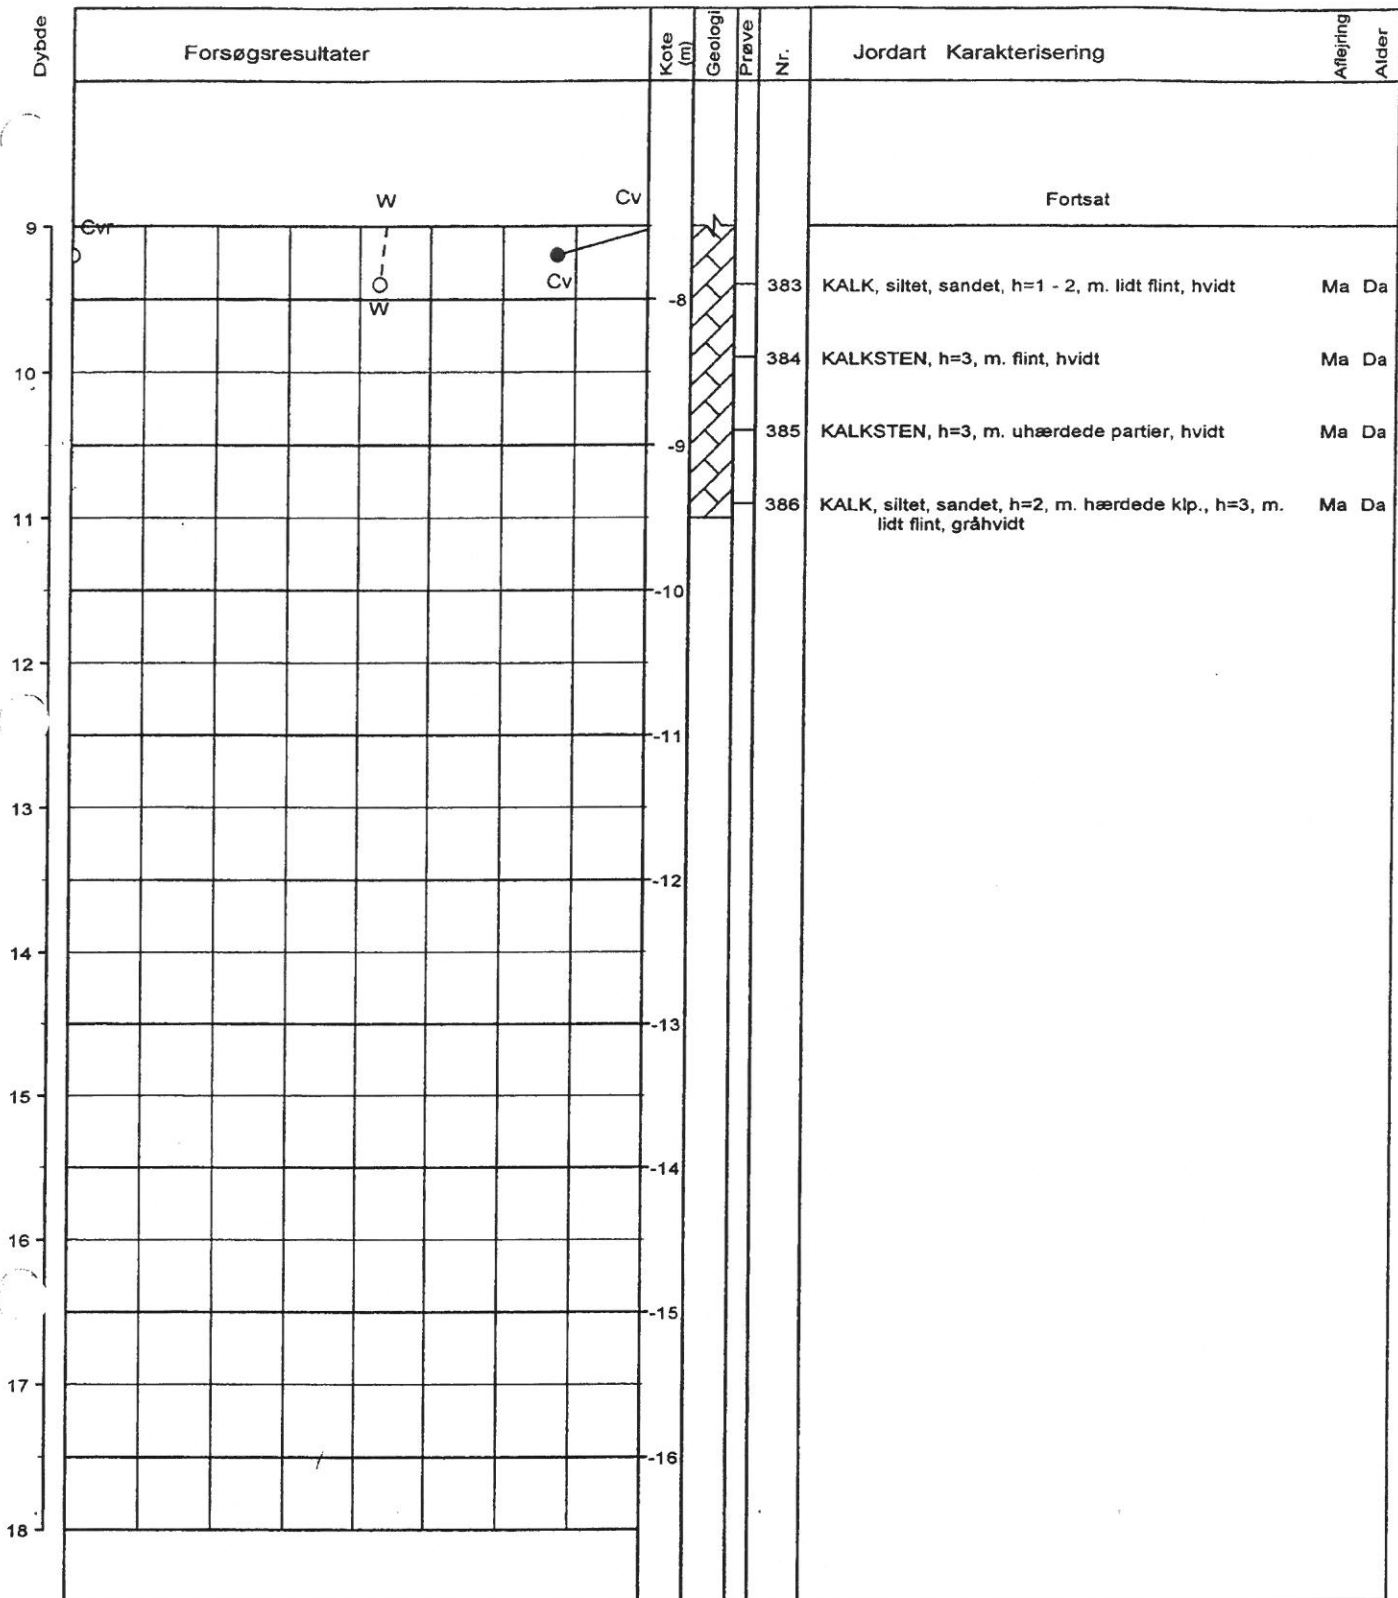 Dybde
Forsøgsresultater
Kote (m)
Geologi
Prøve
Nr.
Jordart Karakterisering
Aflejring
Alder
W
Cv
Fortsat
9
Cvr
Cv
W
-8
383 KALK, siltet, sandet, h=1 - 2, m. lidt flint, hvidt Ma Da
10
384 KALKSTEN, h=3, m. flint, hvidt Ma Da
-9
385 KALKSTEN, h=3, m. uhærdede partier, hvidt Ma Da
11
386 KALK, siltet, sandet, h=2, m. hærdede klp., h=3, m. Ma Da
lidt flint, gråhvidt
-10
12
-11
13
-12
14
-13
15
-14
16
-15
17
-16
18